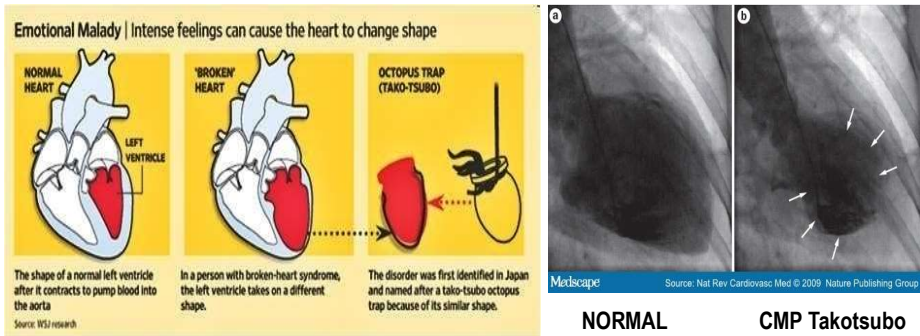 Emotional Malady | Intense feelings can cause the heart to change shape
NORMAL
HEART
LEFT
VENTRICLE
The shape of a normal left ventricle
after it contracts to pump blood into
the aorta
Source: WSJ research
'BROKEN'
HEART
In a person with broken-heart syndrome,
the left ventricle takes on a different
shape.
OCTOPUS TRAP
(TAKO-TSUBO)
The disorder was first identified in Japan
and named after a tako-tsubo octopus
trap because of its similar shape.
a
b
Medscape
Source: Nat Rev Cardiovasc Med © 2009 Nature Publishing Group
NORMAL
CMP Takotsubo